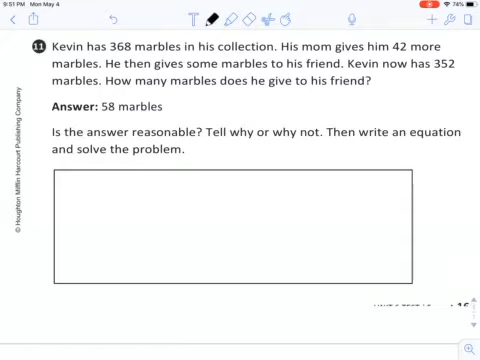 9:51 PM Mon May 4
74%
11 Kevin has 368 marbles in his collection. His mom gives him 42 more
marbles. He then gives some marbles to his friend. Kevin now has 352
marbles. How many marbles does he give to his friend?
Answer: 58 marbles
Is the answer reasonable? Tell why or why not. Then write an equation
and solve the problem.
© Houghton Mifflin Harcourt Publishing Company